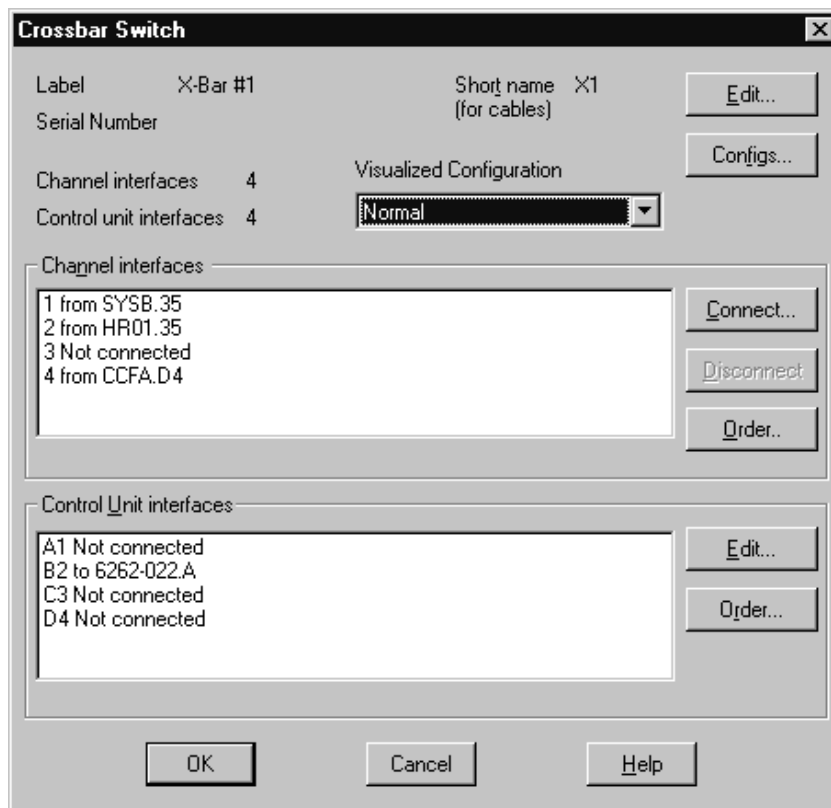 Crossbar Switch
Label X-Bar #1 Short name X1
(for cables)
Edit...
Serial Number
Configs...
Visualized Configuration
Channel interfaces 4
Control unit interfaces 4
Normal
Channel interfaces
1 from SYSB.35
2 from HR01.35
3 Not connected
4 from CCFA.D4
Connect...
Disconnect
Order..
Control Unit interfaces
A1 Not connected
B2 to 6262-022.A
C3 Not connected
D4 Not connected
Edit...
Order...
OK Cancel Help